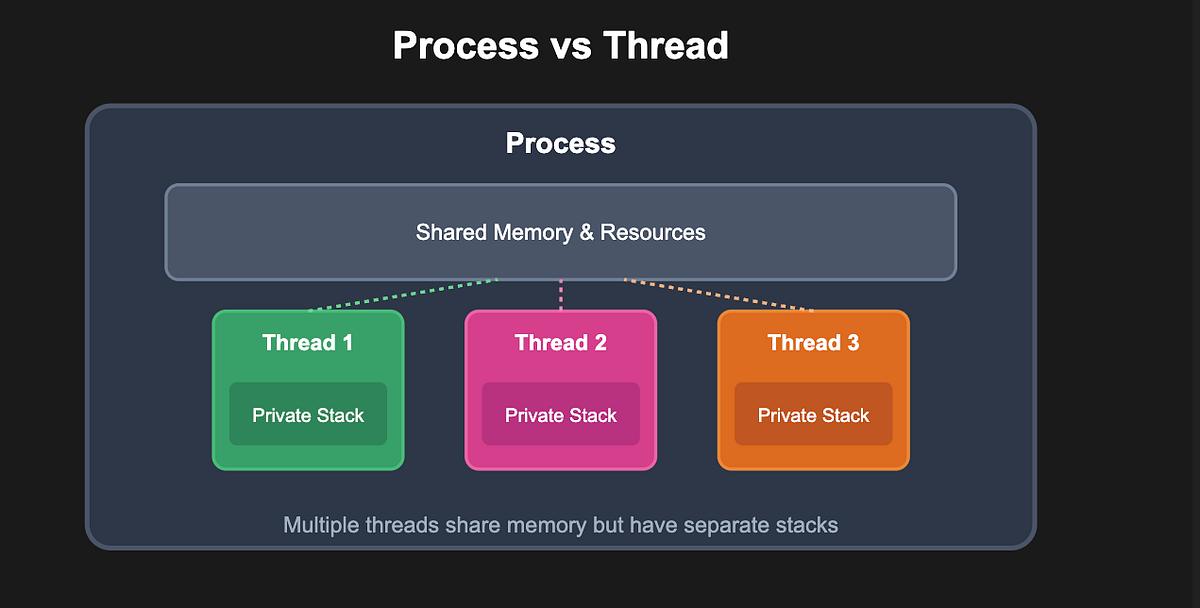 Process vs Thread
Process
Shared Memory & Resources
Thread 1
Thread 2
Thread 3
Private Stack
Private Stack
Private Stack
Multiple threads share memory but have separate stacks